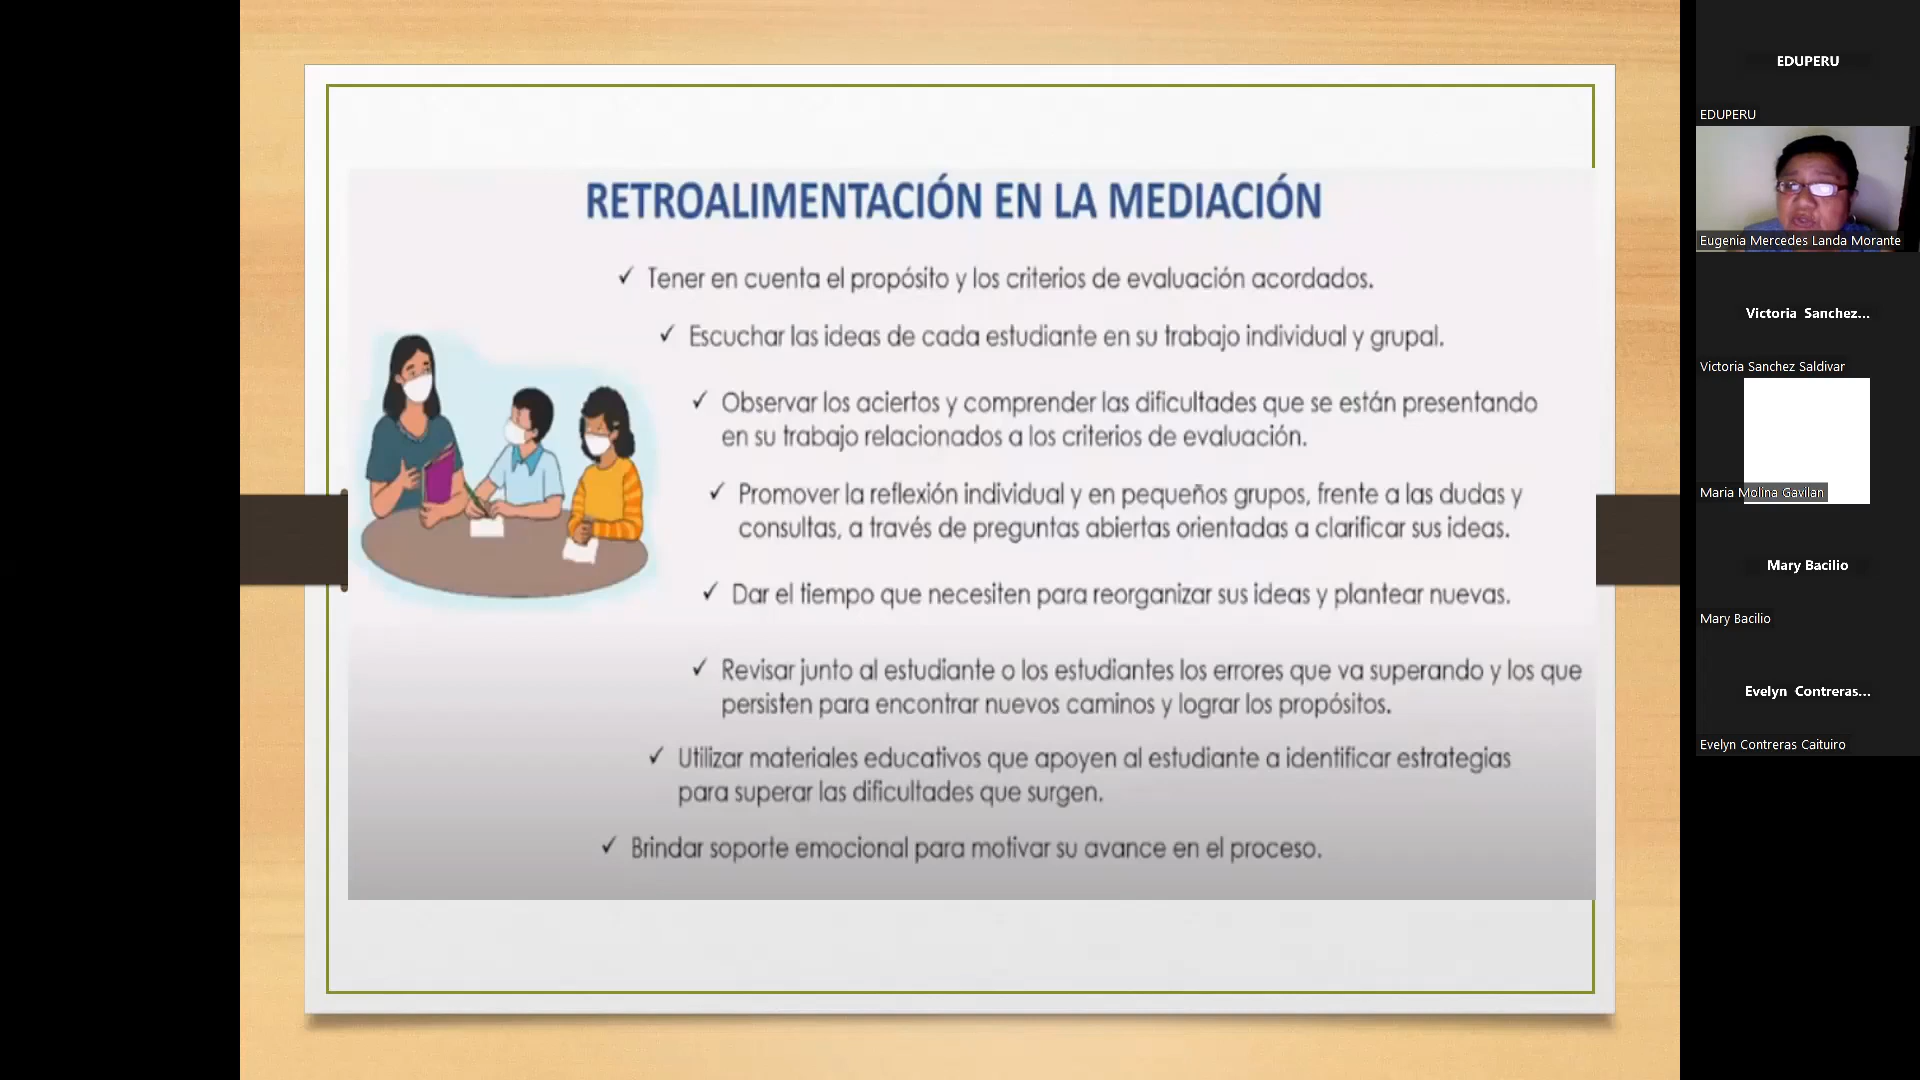 RETROALIMENTACIÓN EN LA MEDIACIÓN
✓ Tener en cuenta el propósito y los criterios de evaluación acordados.
✓ Escuchar las ideas de cada estudiante en su trabajo individual y grupal.
✓ Observar los aciertos y comprender las dificultades que se están presentando
en su trabajo relacionados a los criterios de evaluación.
✓ Promover la reflexión individual y en pequeños grupos, frente a las dudas y
consultas, a través de preguntas abiertas orientadas a clarificar sus ideas.
✓ Dar el tiempo que necesiten para reorganizar sus ideas y plantear nuevas.
✓ Revisar junto al estudiante o los estudiantes los errores que va superando y los que
persisten para encontrar nuevos caminos y lograr los propósitos.
✓ Utilizar materiales educativos que apoyen al estudiante a identificar estrategias
para superar las dificultades que surgen.
✓ Brindar soporte emocional para motivar su avance en el proceso.
EDUPERU
EDUPERU
Eugenia Mercedes Landa Morante
Victoria Sanchez...
Victoria Sanchez Saldivar
Maria Molina Gavilan
Mary Bacilio
Mary Bacilio
Evelyn Contreras...
Evelyn Contreras Caituiro